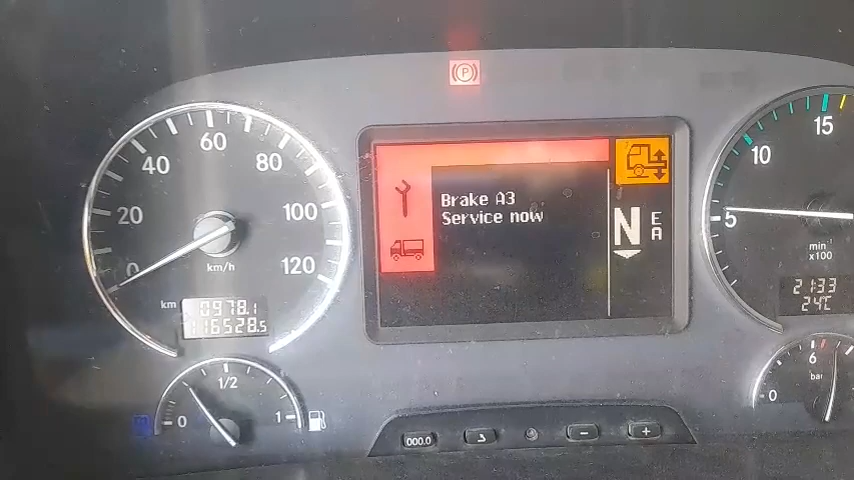 P
60
40
80
20
100
0
120
km/h
km
0978.1
116528.5
1/2
0
1
Brake A3
Service now
N
E
A
15
10
5
min⁻¹
x100
21:33
24°C
6
bar
0
000.0
−
+